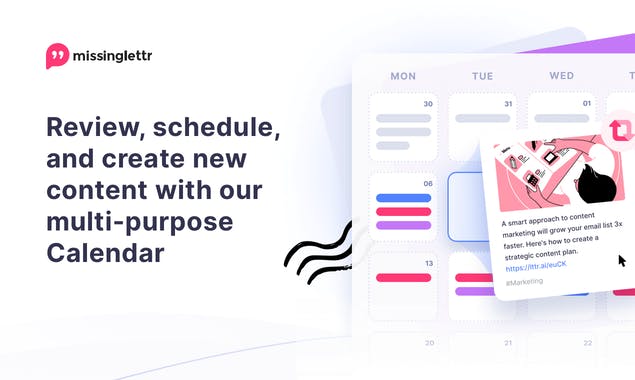 missinglettr
Review, schedule,
and create new
content with our
multi-purpose
Calendar
MON TUE WED T
30 31 01
06
A smart approach to content
marketing will grow your email list 3x
faster. Here's how to create a
strategic content plan.
https://lttr.ai/euCK
#Marketing
13
20 21 22